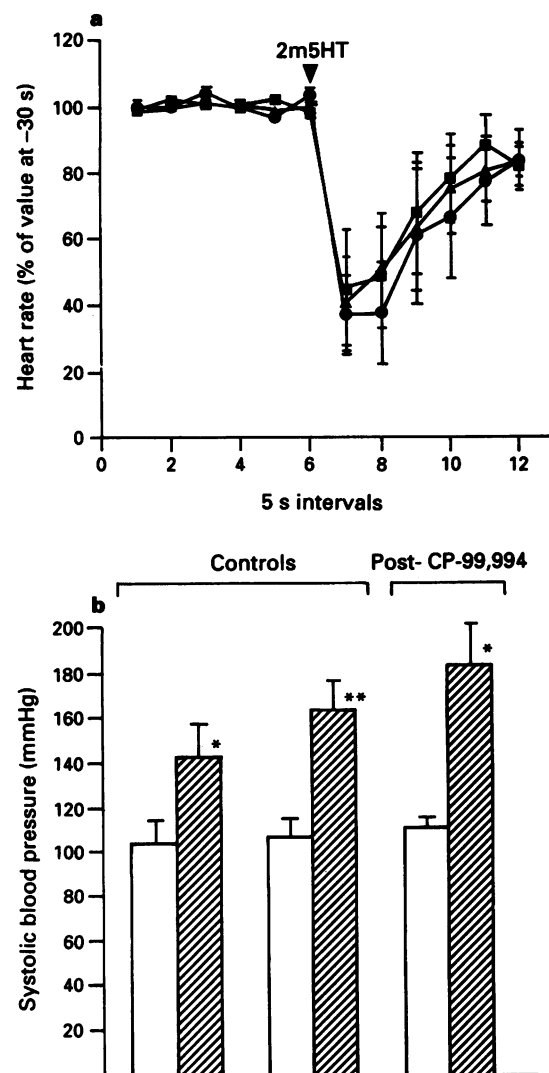 a
120
100
80
60
40
20
0
2m5HT
Heart rate (% of value at –30 s)
0 2 4 6 8 10 12
5 s intervals
Controls
Post- CP-99,994
b
200
180
160
140
120
100
80
60
40
20
Systolic blood pressure (mmHg)
*
**
*